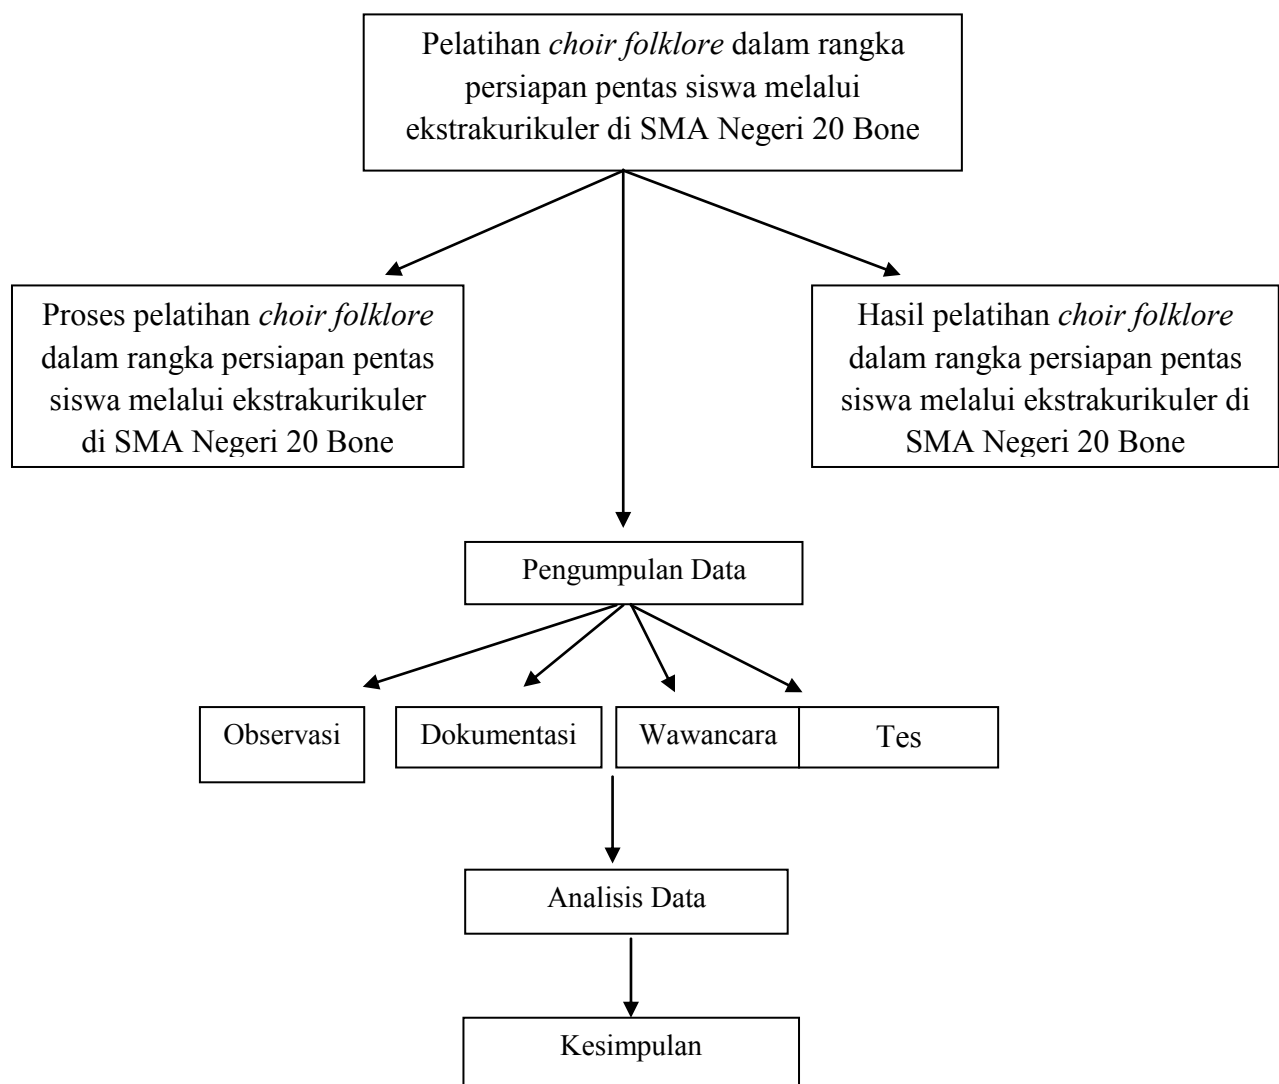 Pelatihan choir folklore dalam rangka
persiapan pentas siswa melalui
ekstrakurikuler di SMA Negeri 20 Bone
Proses pelatihan choir folklore
dalam rangka persiapan pentas
siswa melalui ekstrakurikuler
di SMA Negeri 20 Bone
Hasil pelatihan choir folklore
dalam rangka persiapan pentas
siswa melalui ekstrakurikuler di
SMA Negeri 20 Bone
Pengumpulan Data
Observasi
Dokumentasi
Wawancara
Tes
Analisis Data
Kesimpulan